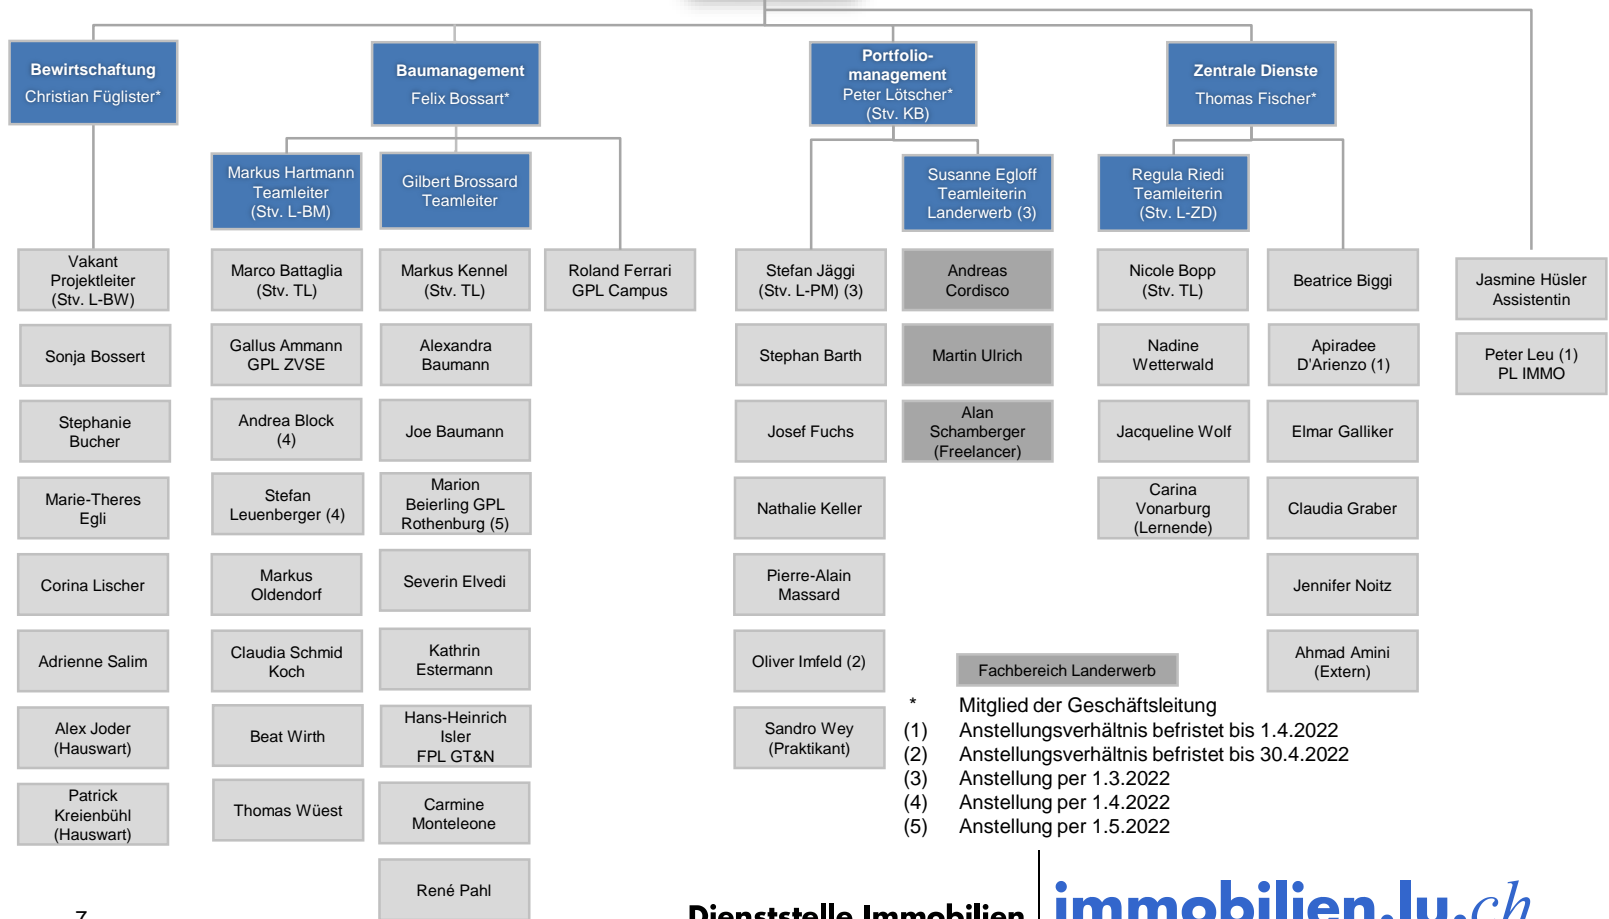 Bewirtschaftung
Christian Füglister*
Baumanagement
Felix Bossart*
Portfolio-
management
Peter Lötscher*
(Stv. KB)
Zentrale Dienste
Thomas Fischer*
Markus Hartmann
Teamleiter
(Stv. L-BM)
Gilbert Brossard
Teamleiter
Susanne Egloff
Teamleiterin
Landerwerb (3)
Regula Riedi
Teamleiterin
(Stv. L-ZD)
Vakant
Projektleiter
(Stv. L-BW)
Sonja Bossert
Stephanie
Bucher
Marie-Theres
Egli
Corina Lischer
Adrienne Salim
Alex Joder
(Hauswart)
Patrick
Kreienbühl
(Hauswart)
Marco Battaglia
(Stv. TL)
Gallus Ammann
GPL ZVSE
Andrea Block
(4)
Stefan
Leuenberger (4)
Markus
Oldendorf
Claudia Schmid
Koch
Beat Wirth
Thomas Wüest
Markus Kennel
(Stv. TL)
Alexandra
Baumann
Joe Baumann
Marion
Beierling GPL
Rothenburg (5)
Severin Elvedi
Kathrin
Estermann
Hans-Heinrich
Isler
FPL GT&N
Carmine
Monteleone
René Pahl
Roland Ferrari
GPL Campus
Stefan Jäggi
(Stv. L-PM) (3)
Stephan Barth
Josef Fuchs
Nathalie Keller
Pierre-Alain
Massard
Oliver Imfeld (2)
Sandro Wey
(Praktikant)
Andreas
Cordisco
Martin Ulrich
Alan
Schamberger
(Freelancer)
Nicole Bopp
(Stv. TL)
Nadine
Wetterwald
Jacqueline Wolf
Carina
Vonarburg
(Lernende)
Beatrice Biggi
Apiradee
D'Arienzo (1)
Elmar Galliker
Claudia Graber
Jennifer Noitz
Ahmad Amini
(Extern)
Jasmine Hüsler
Assistentin
Peter Leu (1)
PL IMMO
Fachbereich Landerwerb
* Mitglied der Geschäftsleitung
(1) Anstellungsverhältnis befristet bis 1.4.2022
(2) Anstellungsverhältnis befristet bis 30.4.2022
(3) Anstellung per 1.3.2022
(4) Anstellung per 1.4.2022
(5) Anstellung per 1.5.2022
7
Dienststelle Immobilien
immobilien.lu.ch